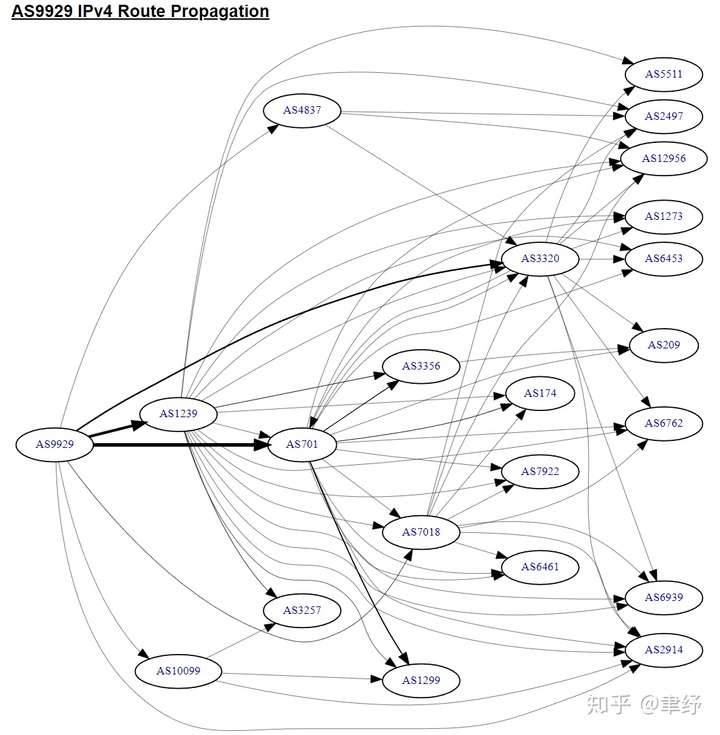 AS9929 IPv4 Route Propagation
AS5511
AS4837
AS2497
AS12956
AS1273
AS3320
AS6453
AS209
AS3356
AS174
AS1239
AS6762
AS9929
AS701
AS7922
AS7018
AS6461
AS6939
AS3257
AS2914
AS10099
AS1299
知乎 @聿纾